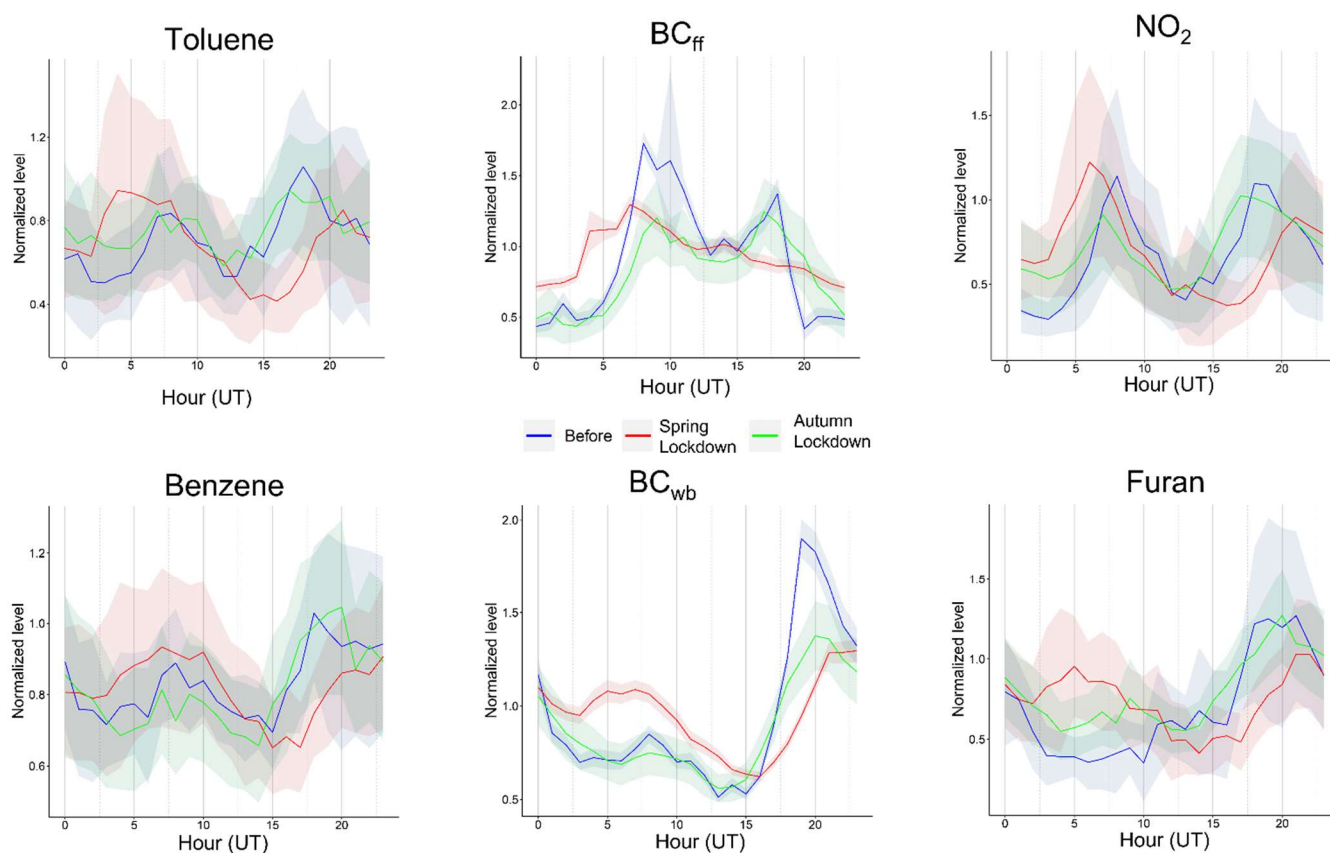 Toluene
Normalized level
1.2
0.8
0.4
0 5 10 15 20
Hour (UT)
BCff
Normalized level
2.0
1.5
1.0
0.5
0 5 10 15 20
Hour (UT)
NO2
Normalized level
1.5
1.0
0.5
0 5 10 15 20
Hour (UT)
Before
Spring
Lockdown
Autumn
Lockdown
Benzene
Normalized level
1.2
1.0
0.8
0.6
0 5 10 15 20
Hour (UT)
BCwb
Normalized level
2.0
1.5
1.0
0.5
0 5 10 15 20
Hour (UT)
Furan
Normalized level
1.5
1.0
0.5
0 5 10 15 20
Hour (UT)